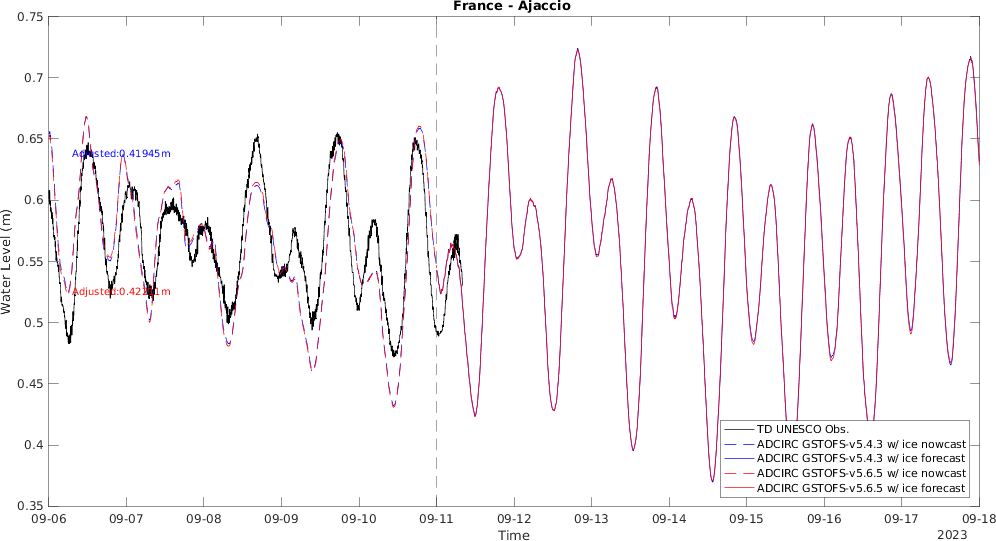 France - Ajaccio
0.75
0.7
0.65
0.6
0.55
0.5
0.45
0.4
0.35
Water Level (m)
Adjusted:0.41945m
TD UNESCO Obs.
ADCIRC GSTOFS-v5.4.3 w/ ice nowcast
ADCIRC GSTOFS-v5.4.3 w/ ice forecast
ADCIRC GSTOFS-v5.6.5 w/ ice nowcast
ADCIRC GSTOFS-v5.6.5 w/ ice forecast
09-06 09-07 09-08 09-09 09-10 09-11 09-12 09-13 09-14 09-15 09-16 09-17 09-18
Time
2023